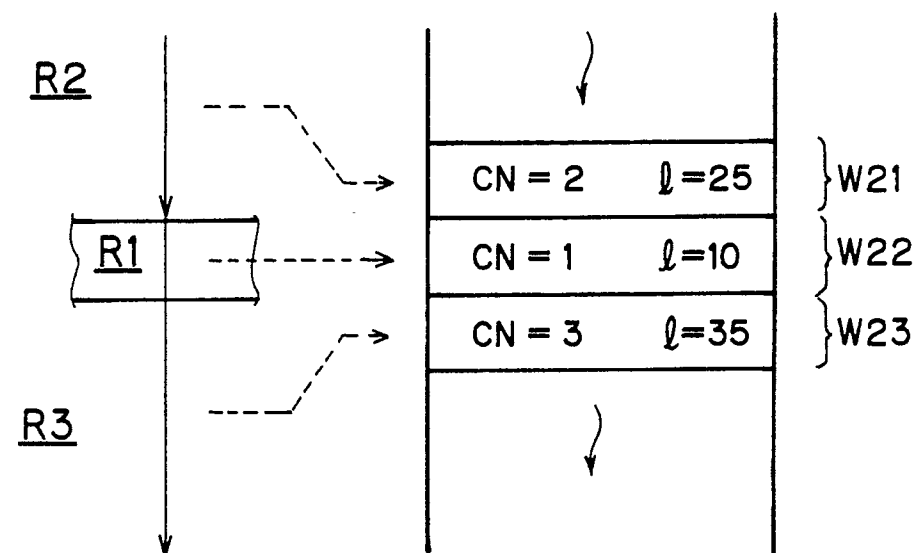 R2
CN = 2 ℓ=25 W21
R1
CN = 1 ℓ=10 W22
CN = 3 ℓ=35 W23
R3